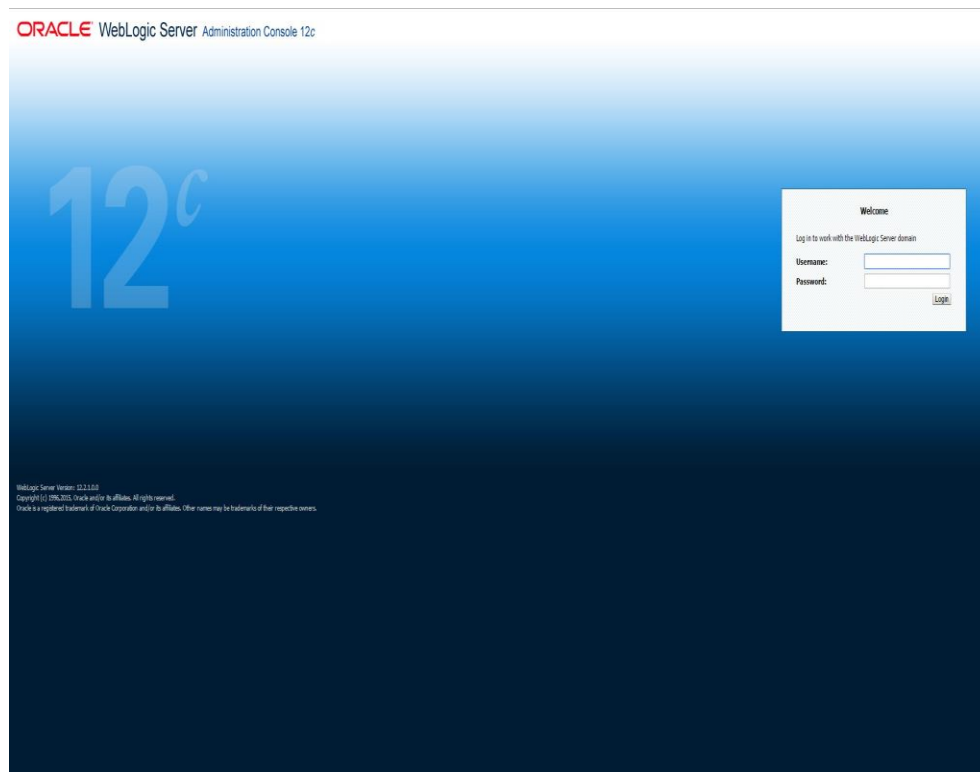 ORACLE WebLogic Server Administration Console 12c
12c
Welcome
Log in to work with the WebLogic Server domain
Username:
Password:
Login
WebLogic Server Version: 12.2.1.0.0
Copyright (c) 1996,2015, Oracle and/or its affiliates. All rights reserved.
Oracle is a registered trademark of Oracle Corporation and/or its affiliates. Other names may be trademarks of their respective owners.